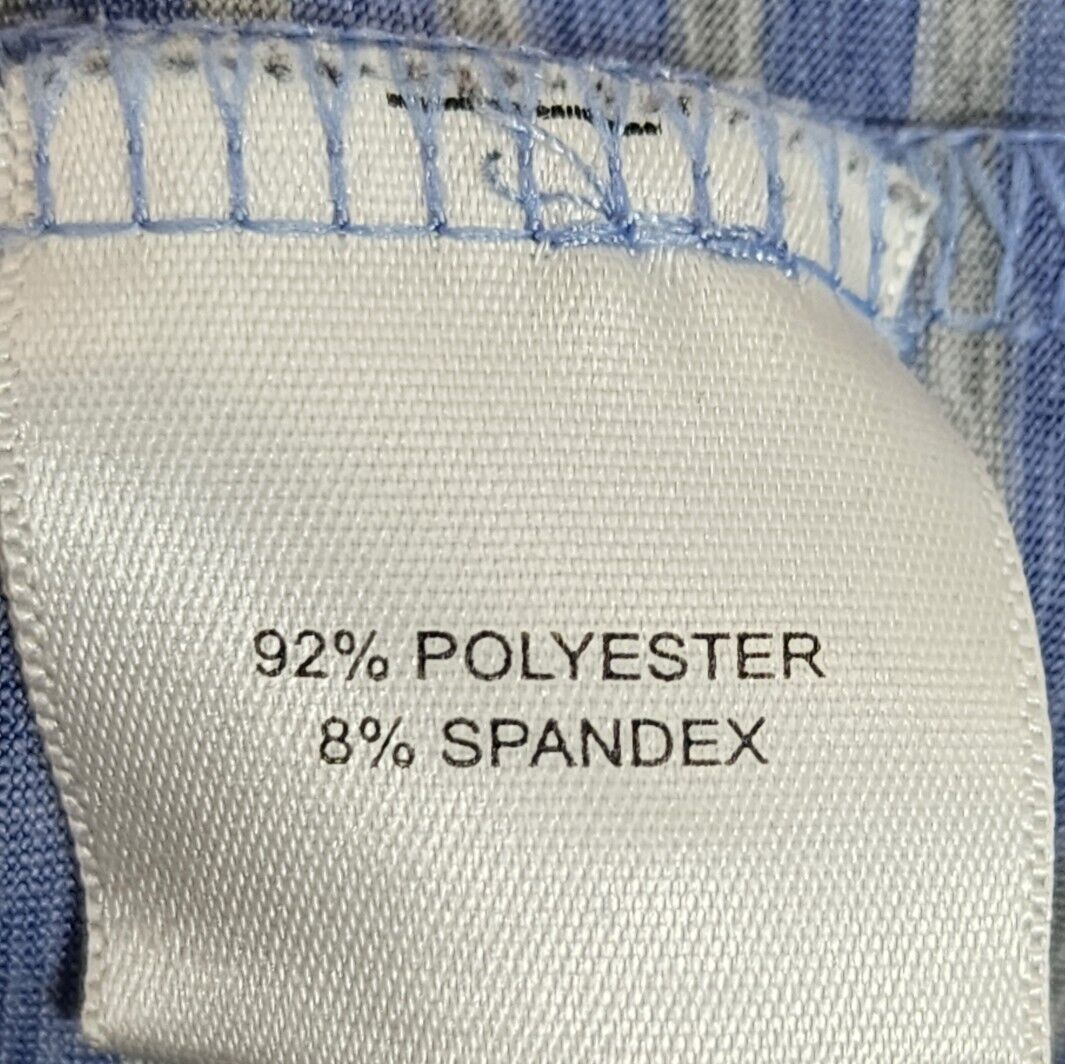 92% POLYESTER
8% SPANDEX